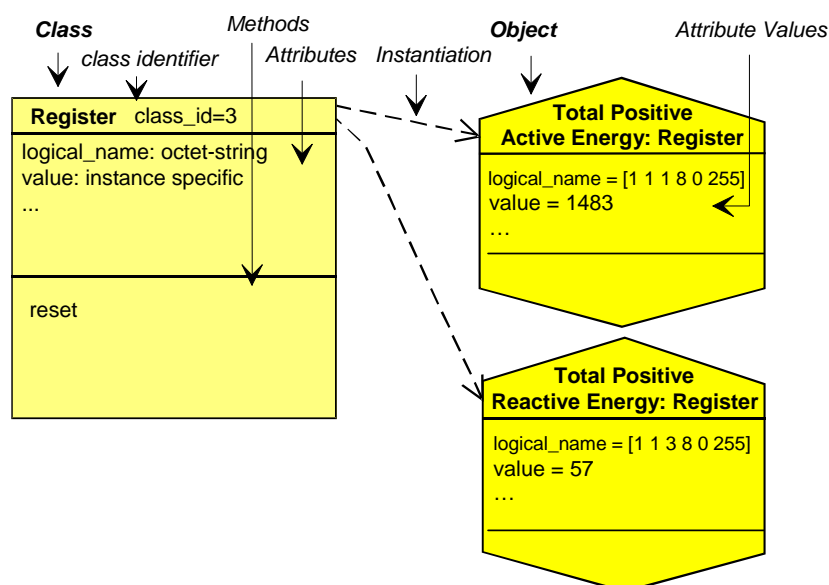 Class
class identifier
Methods
Attributes
Instantiation
Object
Attribute Values
Register class_id=3
logical_name: octet-string
value: instance specific
...
reset
Total Positive
Active Energy: Register
logical_name = [1 1 1 8 0 255]
value = 1483
…
Total Positive
Reactive Energy: Register
logical_name = [1 1 3 8 0 255]
value = 57
…